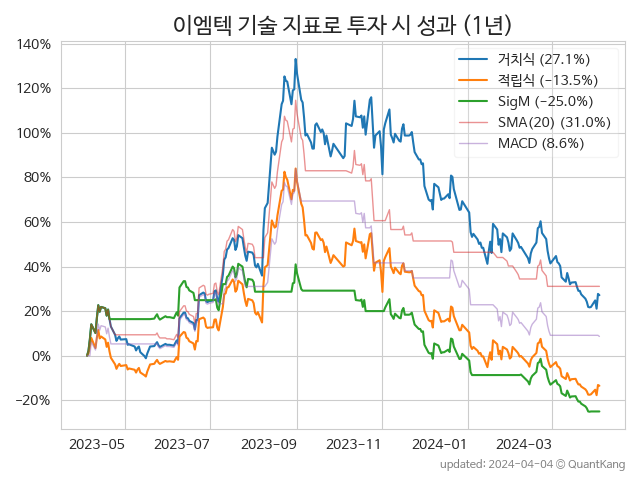 이엠텍 기술 지표로 투자 시 성과 (1년)
140%
120%
100%
80%
60%
40%
20%
0%
−20%
거치식 (27.1%)
적립식 (−13.5%)
SigM (−25.0%)
SMA(20) (31.0%)
MACD (8.6%)
2023−05
2023−07
2023−09
2023−11
2024−01
2024−03
updated: 2024−04−04 © QuantKang